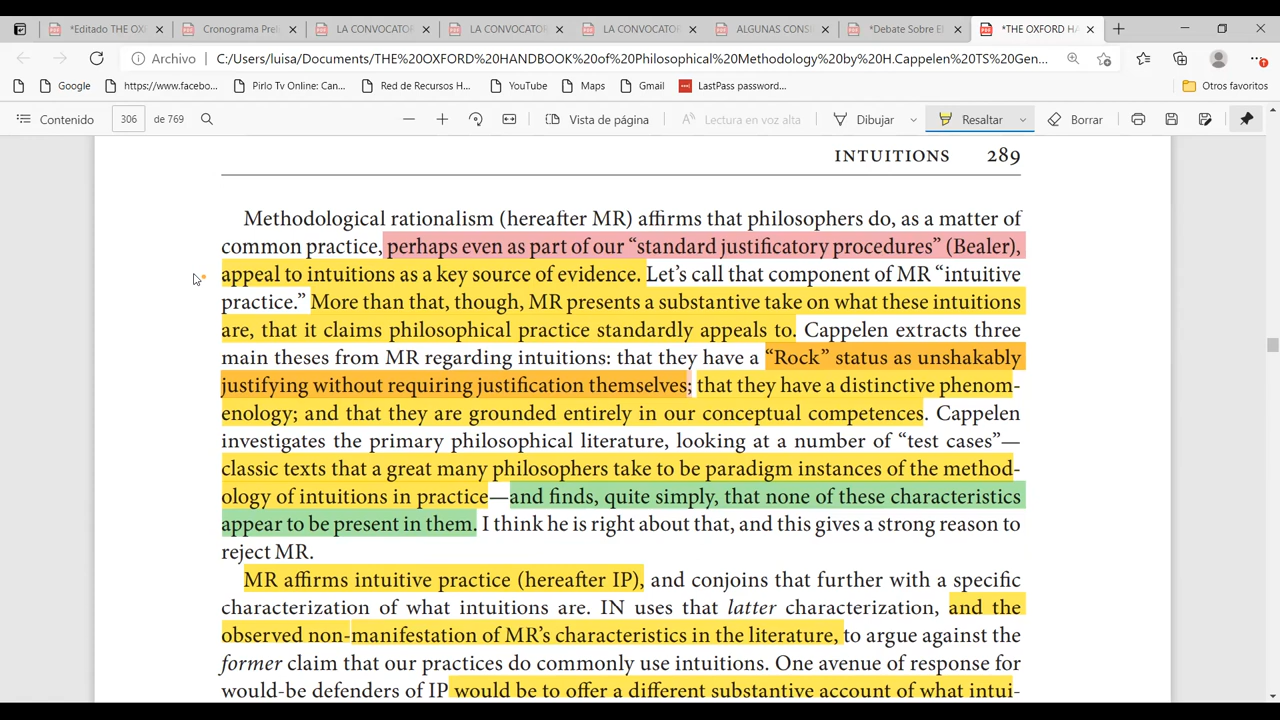 *Editado THE OX
Cronograma Prel
LA CONVOCATOR
LA CONVOCATOR
LA CONVOCATOR
ALGUNAS CONSI
*Debate Sobre El
*THE OXFORD HA
Archivo
C:/Users/luisa/Documents/THE%20OXFORD%20HANDBOOK%20of%20Philosophical%20Methodology%20by%20H.Cappelen%20TS%20Gen...
Google
https://www.facebo...
Pirlo Tv Online: Can...
Red de Recursos H...
YouTube
Maps
Gmail
LastPass password...
Otros favoritos
Contenido
306
de 769
Vista de página
Lectura en voz alta
Dibujar
Resaltar
Borrar
INTUITIONS 289
Methodological rationalism (hereafter MR) affirms that philosophers do, as a matter of
common practice, perhaps even as part of our “standard justificatory procedures” (Bealer),
appeal to intuitions as a key source of evidence. Let’s call that component of MR “intuitive
practice.” More than that, though, MR presents a substantive take on what these intuitions
are, that it claims philosophical practice standardly appeals to. Cappelen extracts three
main theses from MR regarding intuitions: that they have a “Rock” status as unshakably
justifying without requiring justification themselves; that they have a distinctive phenom-
enology; and that they are grounded entirely in our conceptual competences. Cappelen
investigates the primary philosophical literature, looking at a number of “test cases”—
classic texts that a great many philosophers take to be paradigm instances of the method-
ology of intuitions in practice—and finds, quite simply, that none of these characteristics
appear to be present in them. I think he is right about that, and this gives a strong reason to
reject MR.
MR affirms intuitive practice (hereafter IP), and conjoins that further with a specific
characterization of what intuitions are. IN uses that latter characterization, and the
observed non-manifestation of MR’s characteristics in the literature, to argue against the
former claim that our practices do commonly use intuitions. One avenue of response for
would-be defenders of IP would be to offer a different substantive account of what intui-